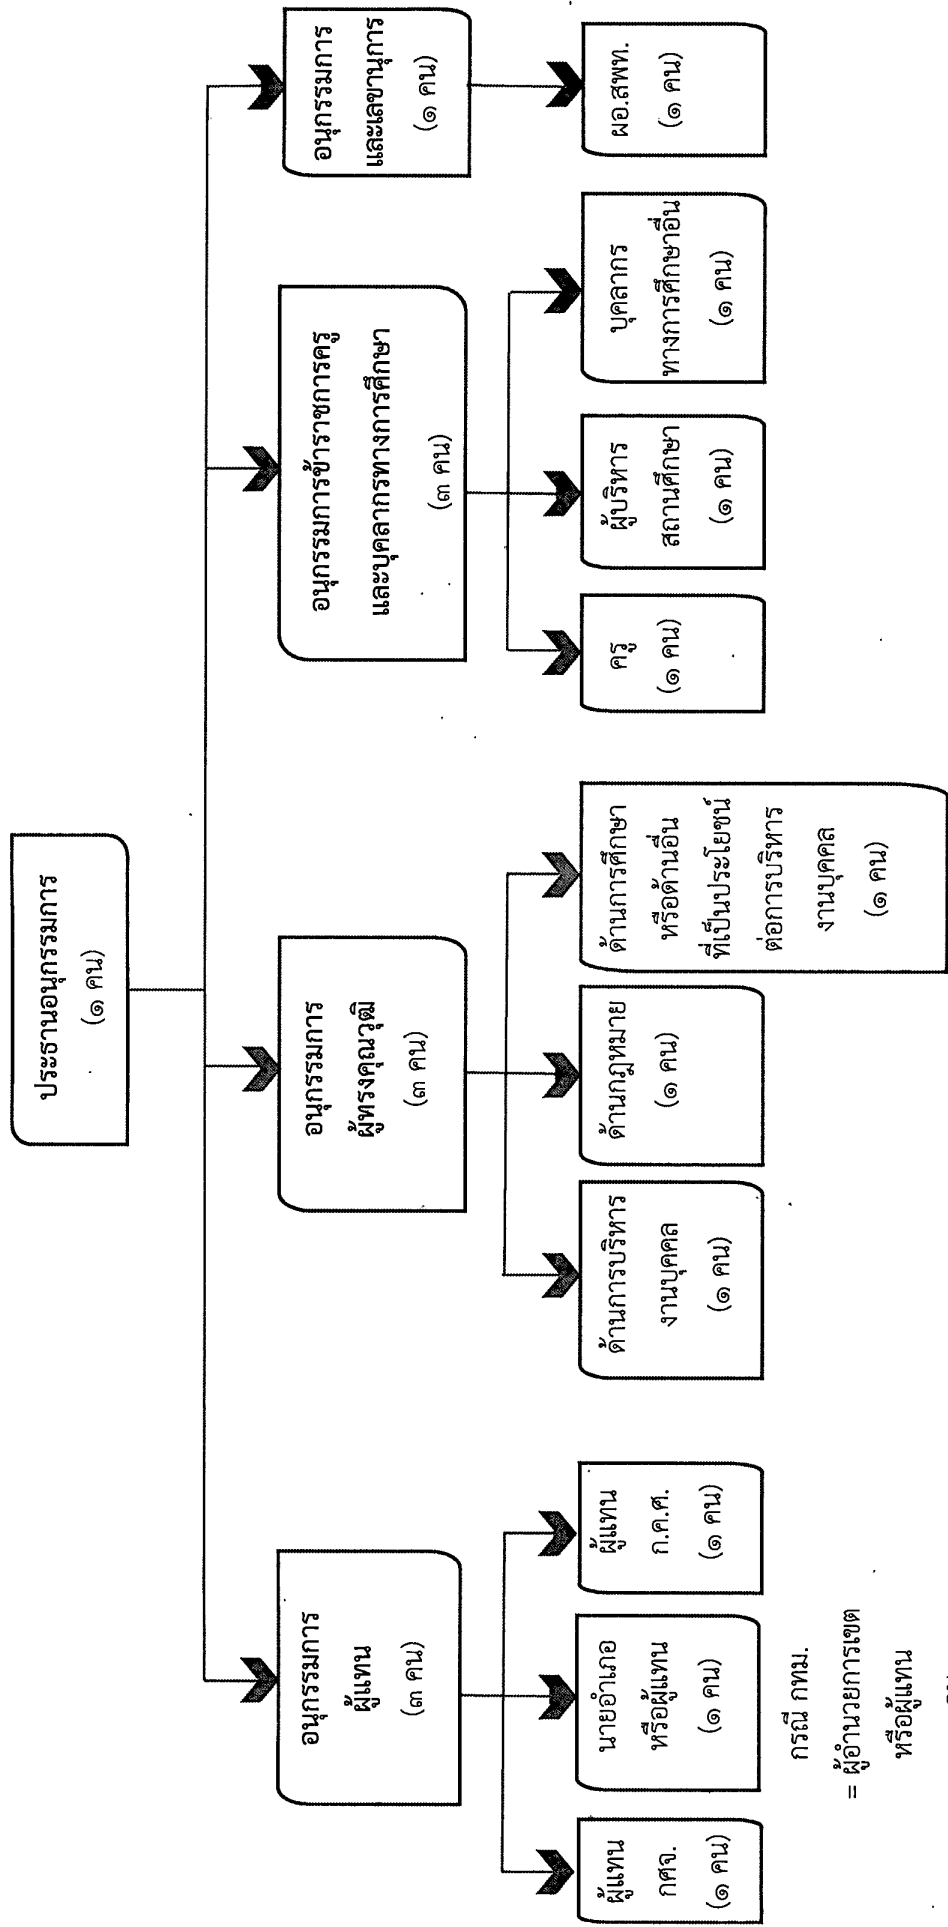 ประธานอนุกรรมการ
(๑ คน)
อนุกรรมการ
ผู้แทน
(๓ คน)
อนุกรรมการ
ผู้ทรงคุณวุฒิ
(๓ คน)
อนุกรรมการข้าราชการครู
และบุคลากรทางการศึกษา
(๓ คน)
อนุกรรมการ
และเลขานุการ
(๑ คน)
ผู้แทน
กศจ.
(๑ คน)
นายอำเภอ
หรือผู้แทน
(๑ คน)
ผู้แทน
ก.ค.ศ.
(๑ คน)
ด้านการบริหาร
งานบุคคล
(๑ คน)
ด้านกฎหมาย
(๑ คน)
ด้านการศึกษา
หรือด้านอื่น
ที่เป็นประโยชน์
ต่อการบริหาร
งานบุคคล
(๑ คน)
ครู
(๑ คน)
ผู้บริหาร
สถานศึกษา
(๑ คน)
บุคลากร
ทางการศึกษาอื่น
(๑ คน)
ผอ.สพท.
(๑ คน)
กรณี กทม.
= ผู้อำนวยการเขต
หรือผู้แทน